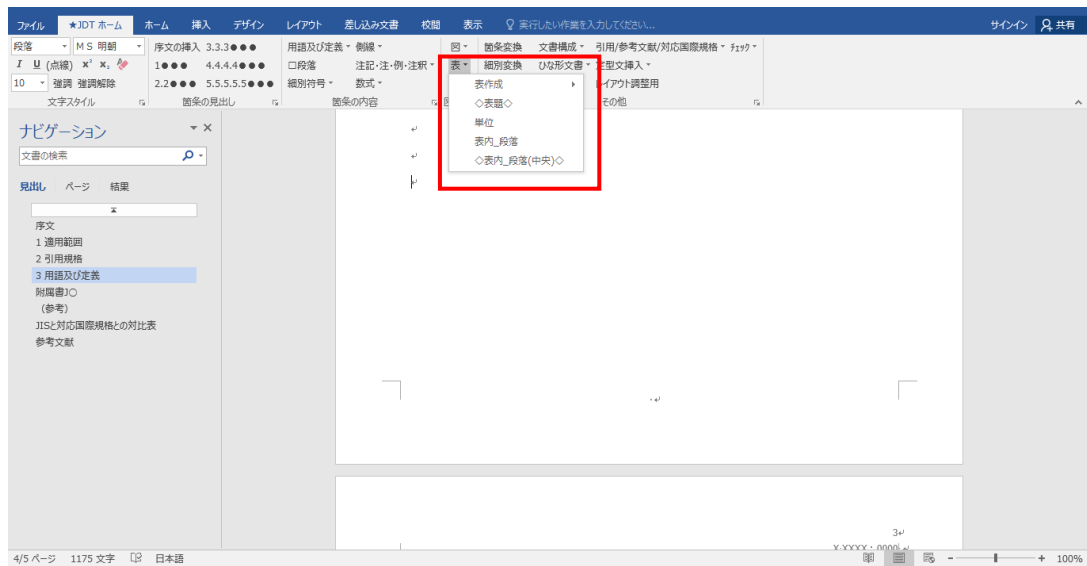 ファイル ★JDT ホーム ホーム 挿入 デザイン レイアウト 差し込み文書 校閲 表示 実行したい作業を入力してください... サインイン 共有
段落 ＭＳ 明朝 序文の挿入 3.3.3●●● 用語及び定義 側線 図 箇条変換 文書構成 引用/参考文献/対応国際規格 ﾁｪｯｸ
I U (点線) x² x₂ 1●●● 4.4.4.4●●● □段落 注記·注·例·注釈 表 細別変換 ひな形文書 定型文挿入
10 強調 強調解除 2.2●●● 5.5.5.5.5●●● 細別符号 数式 表作成 レイアウト調整用
文字スタイル 箇条の見出し 箇条の内容 ◇表題◇ その他
単位
表内_段落
◇表内_段落(中央)◇
ナビゲーション
文書の検索
見出し ページ 結果
序文
1 適用範囲
2 引用規格
3 用語及び定義
附属書J○
(参考)
JISと対応国際規格との対比表
参考文献
3
X XXXX：0000
4/5 ページ 1175 文字 日本語 100%